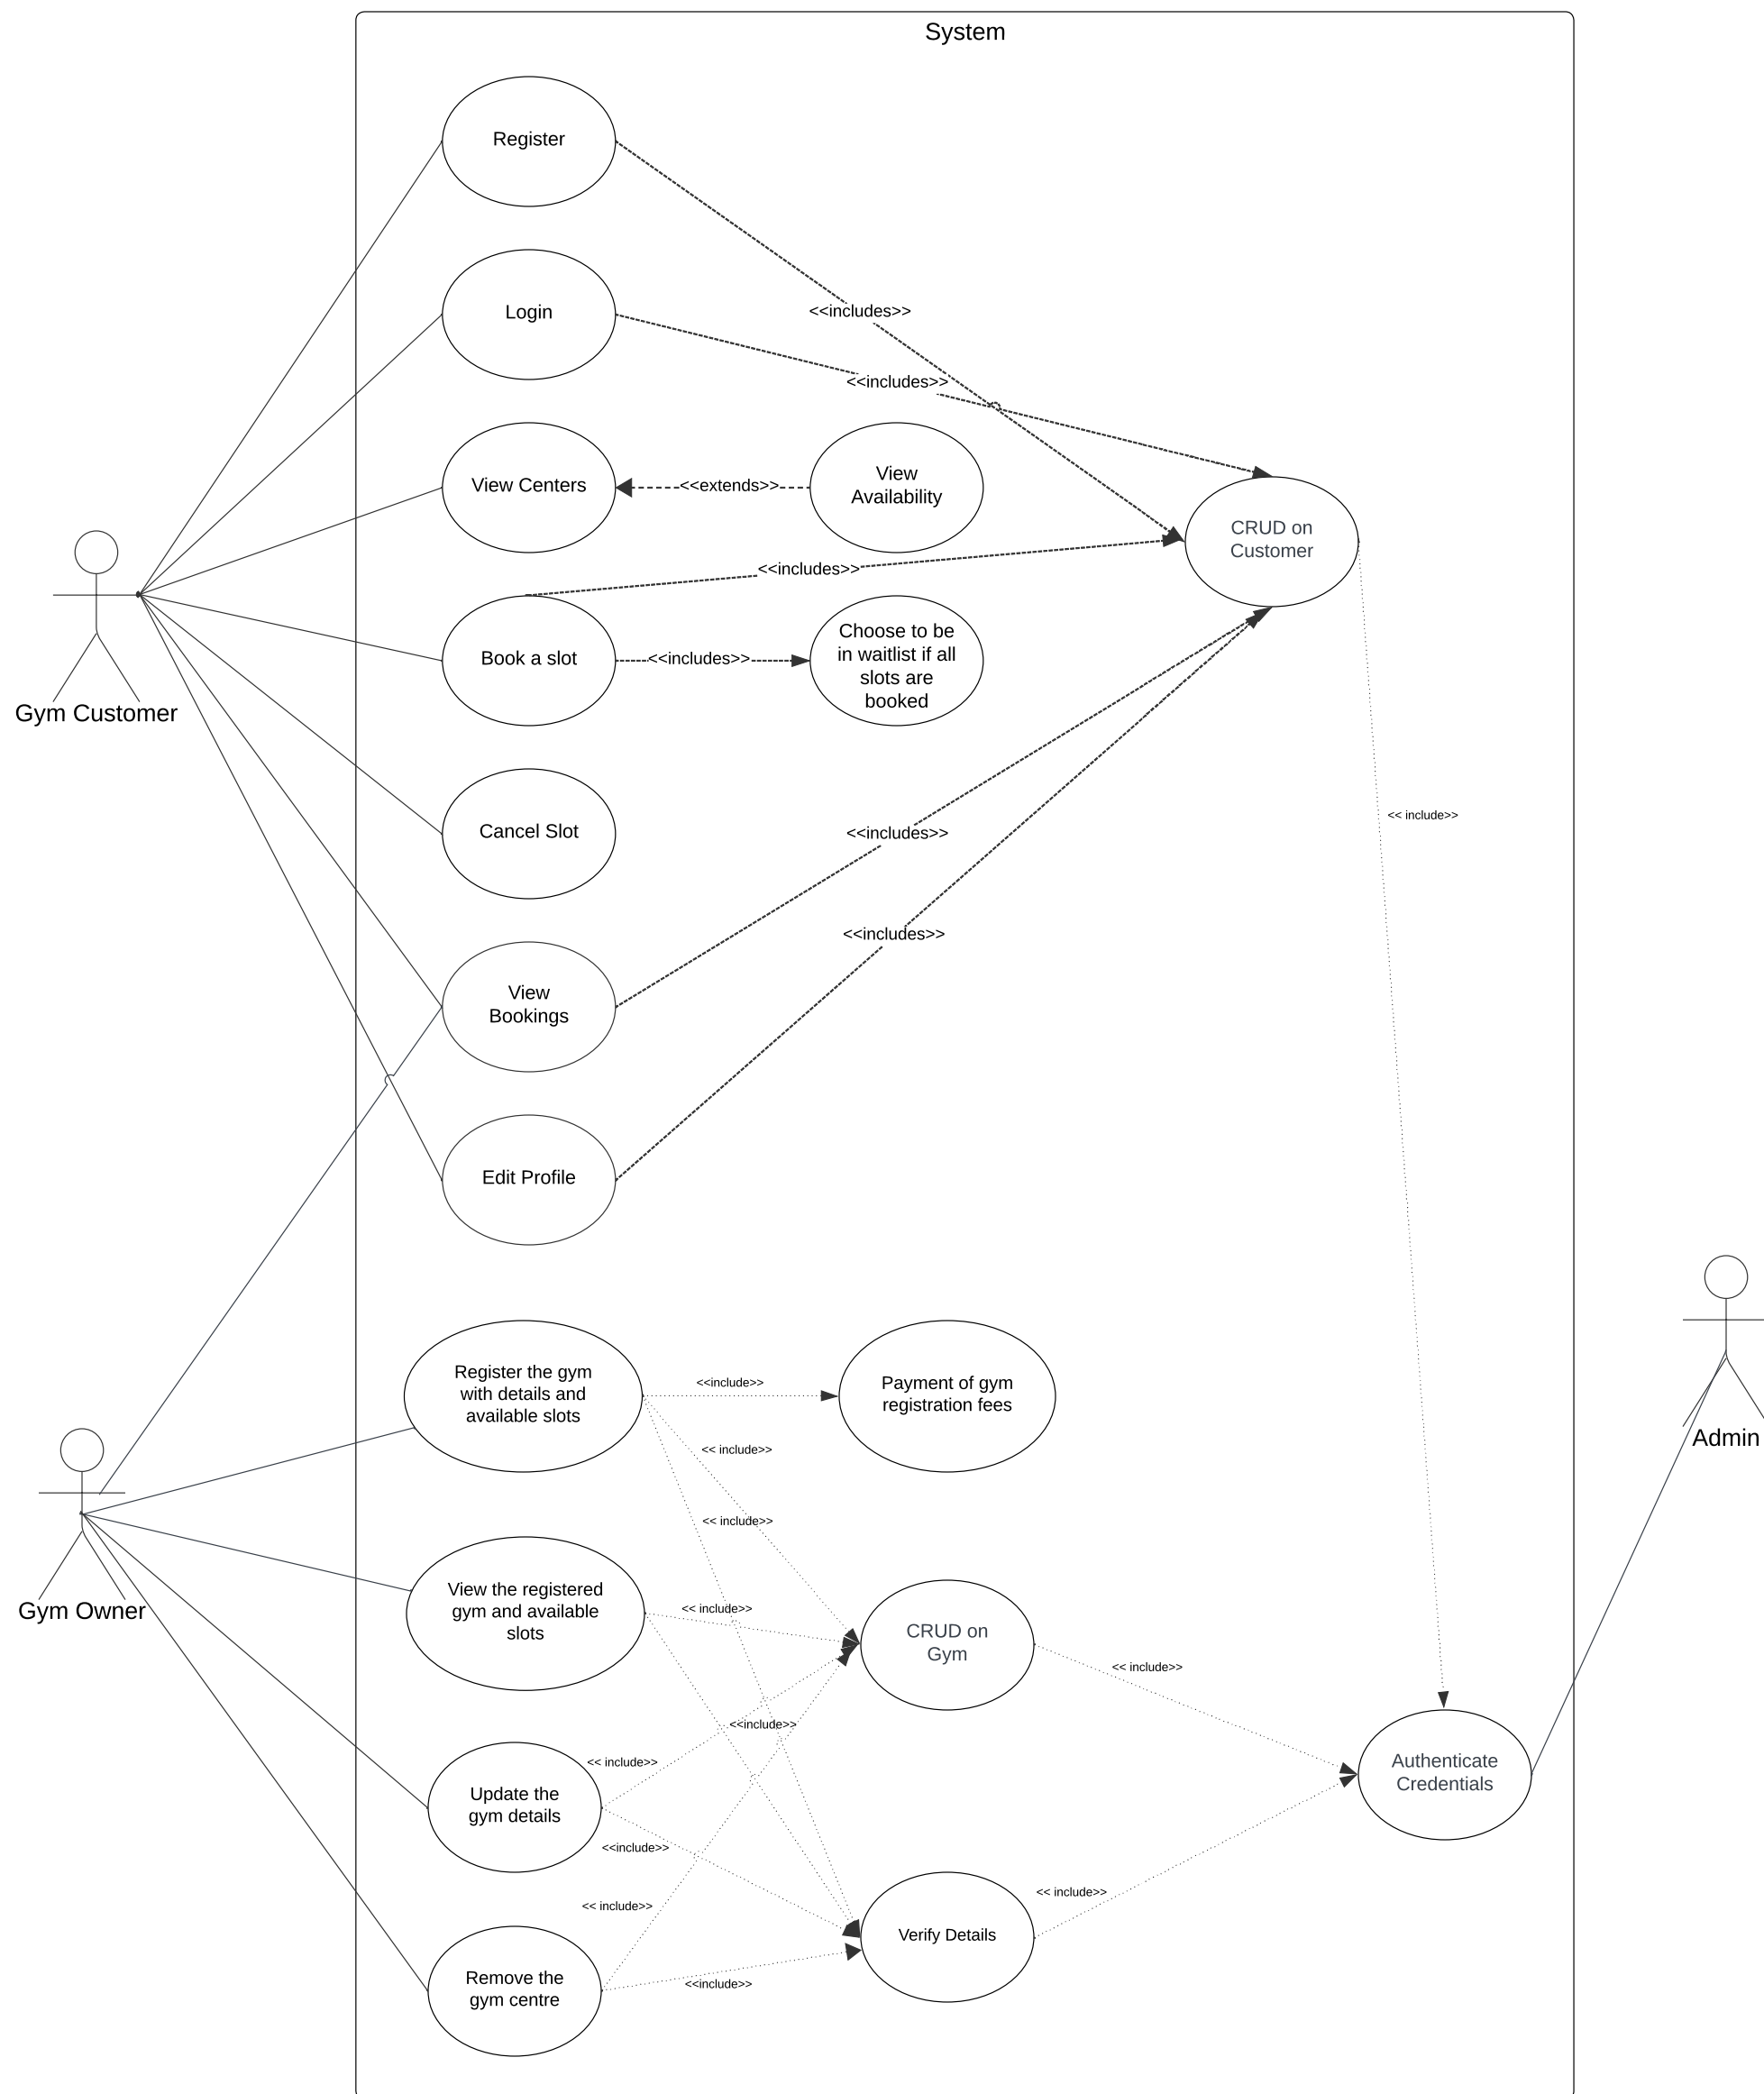 System
Register
<<includes>>
Login
<<includes>>
View Centers
<<extends>>
View
Availability
CRUD on
Customer
<<includes>>
Book a slot
<<includes>>
Choose to be
in waitlist if all
slots are
booked
Gym Customer
Cancel Slot
<<includes>>
<< include>>
<<includes>>
View
Bookings
Edit Profile
Register the gym
with details and
available slots
<<include>>
Payment of gym
registration fees
<< include>>
Admin
<< include>>
Gym Owner
View the registered
gym and available
slots
<< include>>
CRUD on
Gym
<< include>>
<<include>>
<< include>>
Update the
gym details
Authenticate
Credentials
<<include>>
<< include>>
<< include>>
Verify Details
Remove the
gym centre
<<include>>